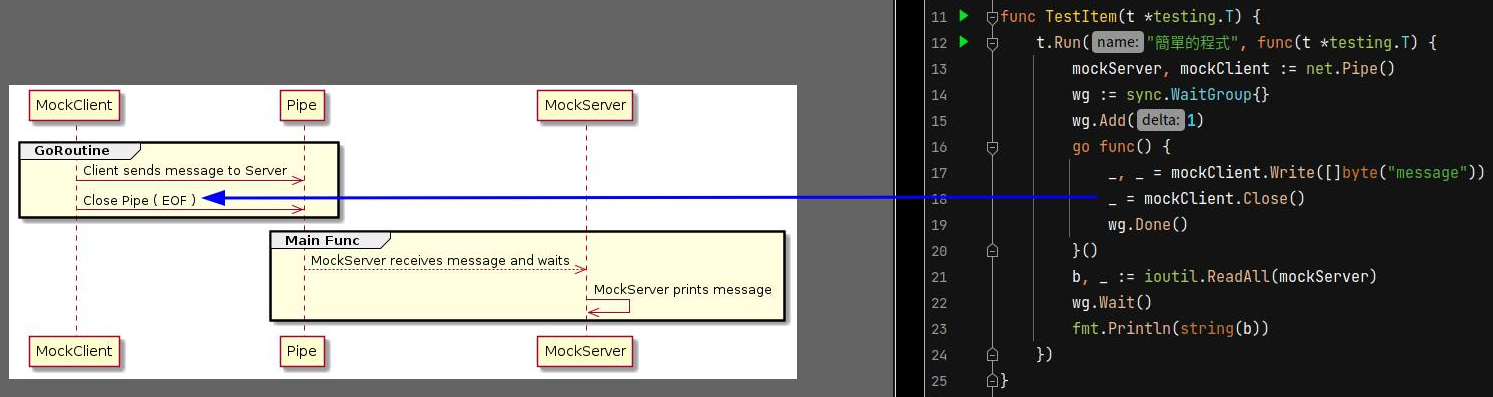 MockClient
Pipe
MockServer
GoRoutine
Client sends message to Server
Close Pipe ( EOF )
Main Func
MockServer receives message and waits
MockServer prints message
MockClient
Pipe
MockServer
11 func TestItem(t *testing.T) {
12 t.Run( name: "簡單的程式", func(t *testing.T) {
13 mockServer, mockClient := net.Pipe()
14 wg := sync.WaitGroup{}
15 wg.Add( delta: 1)
16 go func() {
17 _, _ = mockClient.Write([]byte("message"))
18 _ = mockClient.Close()
19 wg.Done()
20 }()
21 b, _ := ioutil.ReadAll(mockServer)
22 wg.Wait()
23 fmt.Println(string(b))
24 })
25 }